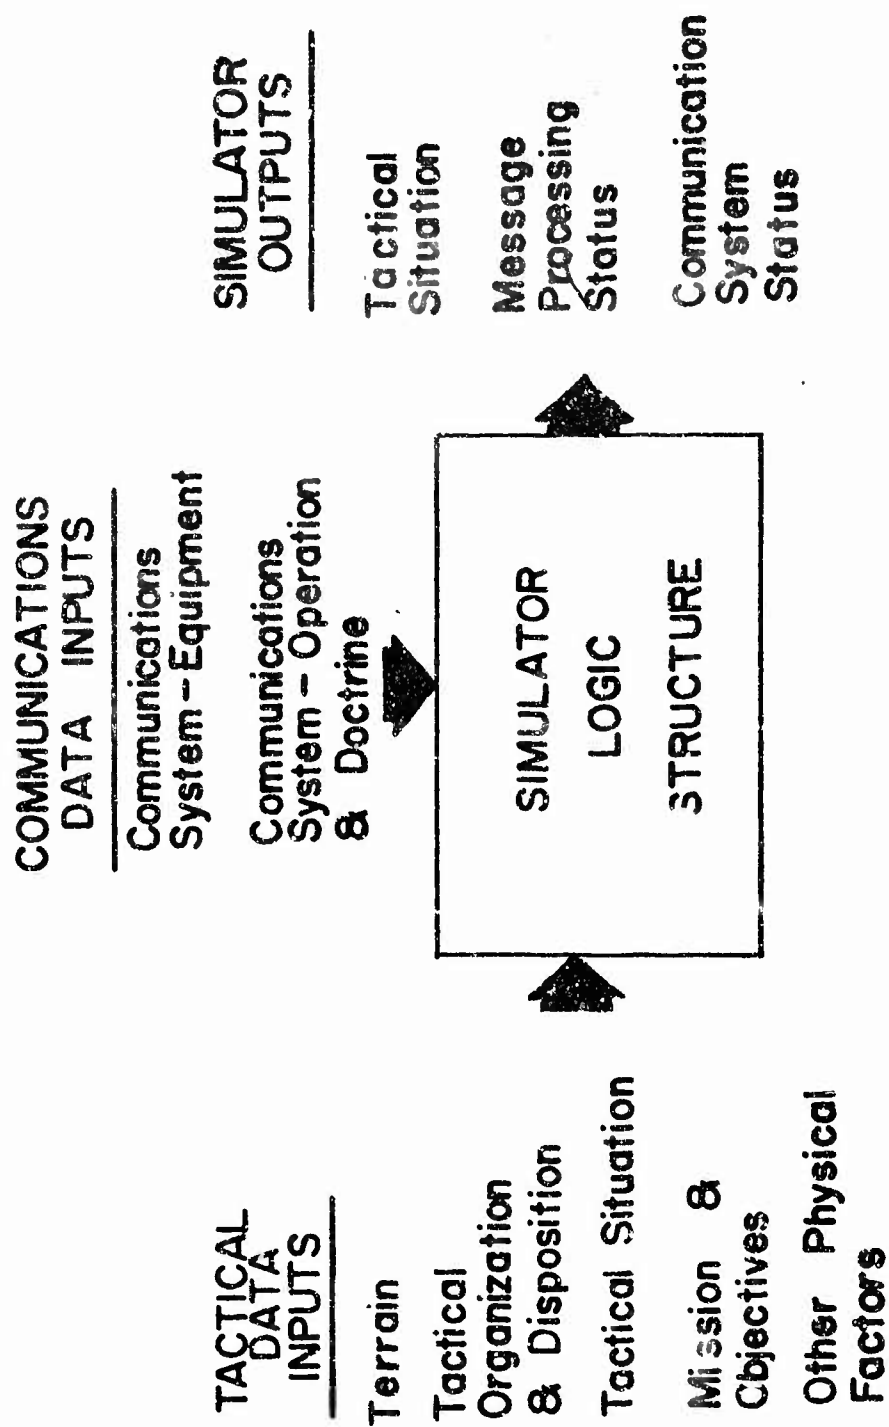 COMMUNICATIONS
DATA INPUTS
Communications
System-Equipment
Communications
System-Operation
& Doctrine
TACTICAL
DATA
INPUTS
Terrain
Tactical
Organization
& Disposition
Tactical Situation
Mission &
Objectives
Other Physical
Factors
SIMULATOR
LOGIC
STRUCTURE
SIMULATOR
OUTPUTS
Tactical
Situation
Message
Processing
Status
Communication
System
Status